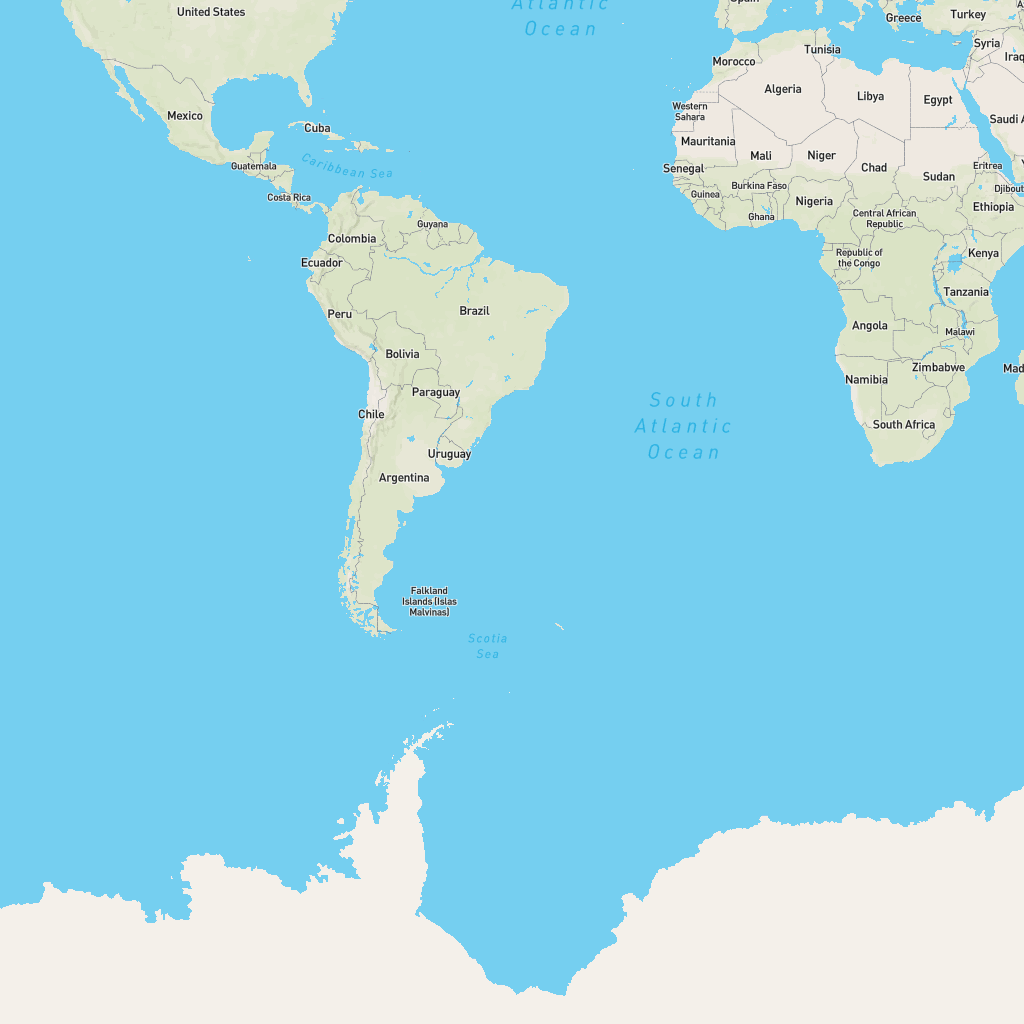 United States
Atlantic
Ocean
Spain
Greece
Turkey
Tunisia
Syria
Morocco
Iraq
Algeria
Libya
Egypt
Mexico
Western
Sahara
Saudi A
Cuba
Mauritania
Mali
Niger
Chad
Caribbean Sea
Guatemala
Senegal
Eritrea
Sudan
Burkina Faso
Djibout
Guinea
Costa Rica
Nigeria
Ethiopia
Ghana
Central African
Republic
Guyana
Colombia
Republic of
the Congo
Kenya
Ecuador
Tanzania
Brazil
Peru
Angola
Malawi
Bolivia
Zimbabwe
Mad
Namibia
Paraguay
South
Atlantic
Ocean
Chile
South Africa
Uruguay
Argentina
Falkland
Islands (Islas
Malvinas)
Scotia
Sea